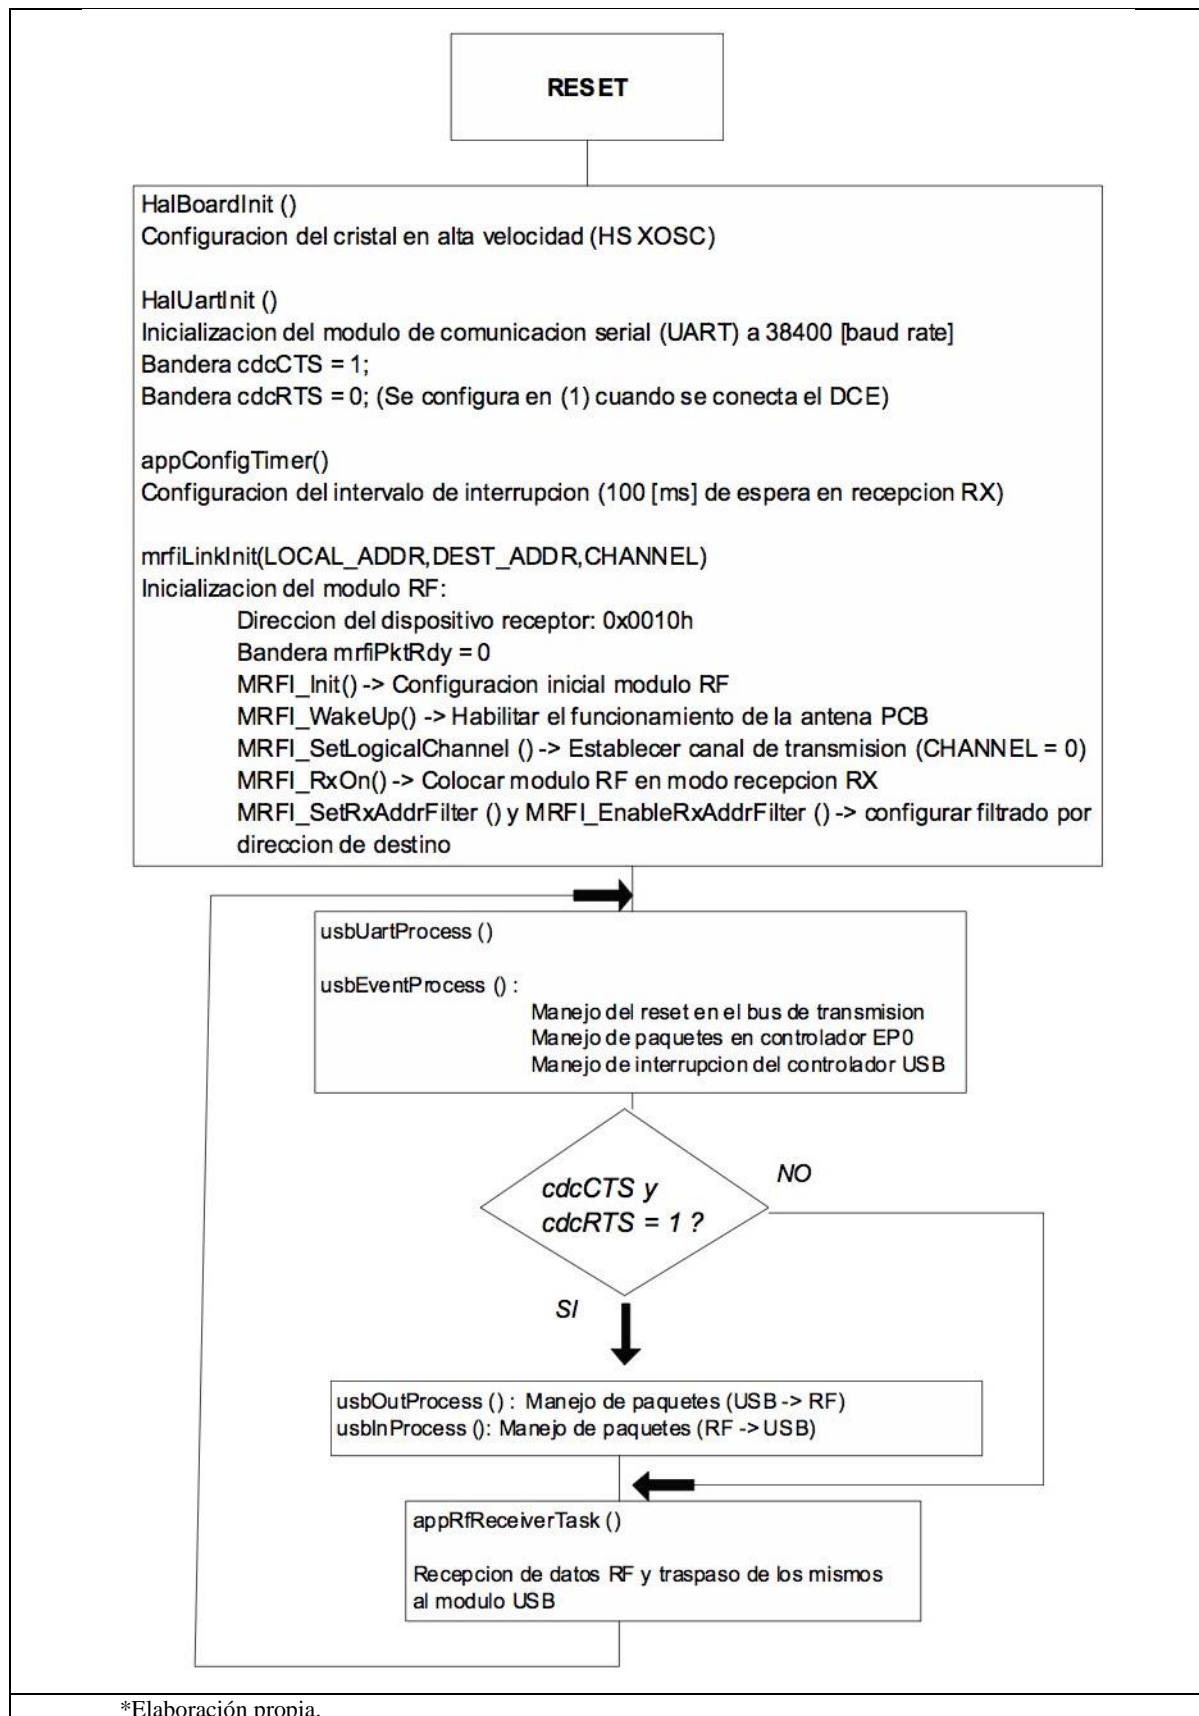 RESET
HalBoardInit ()
Configuracion del cristal en alta velocidad (HS XOSC)
HalUartInit ()
Inicializacion del modulo de comunicacion serial (UART) a 38400 [baud rate]
Bandera cdcCTS = 1;
Bandera cdcRTS = 0; (Se configura en (1) cuando se conecta el DCE)
appConfigTimer()
Configuracion del intervalo de interrupcion (100 [ms] de espera en recepcion RX)
mrfiLinkInit(LOCAL_ADDR,DEST_ADDR,CHANNEL)
Inicializacion del modulo RF:
Direccion del dispositivo receptor: 0x0010h
Bandera mrfiPktRdy = 0
MRFI_Init() -> Configuracion inicial modulo RF
MRFI_WakeUp() -> Habilitar el funcionamiento de la antena PCB
MRFI_SetLogicalChannel () -> Establecer canal de transmision (CHANNEL = 0)
MRFI_RxOn() -> Colocar modulo RF en modo recepcion RX
MRFI_SetRxAddrFilter () y MRFI_EnableRxAddrFilter () -> configurar filtrado por
direccion de destino
usbUartProcess ()
usbEventProcess () :
Manejo del reset en el bus de transmision
Manejo de paquetes en controlador EP0
Manejo de interrupcion del controlador USB
cdcCTS y
cdcRTS = 1 ?
NO
SI
usbOutProcess () : Manejo de paquetes (USB -> RF)
usbInProcess (): Manejo de paquetes (RF -> USB)
appRfReceiverTask ()
Recepcion de datos RF y traspaso de los mismos
al modulo USB
*Elaboración propia.